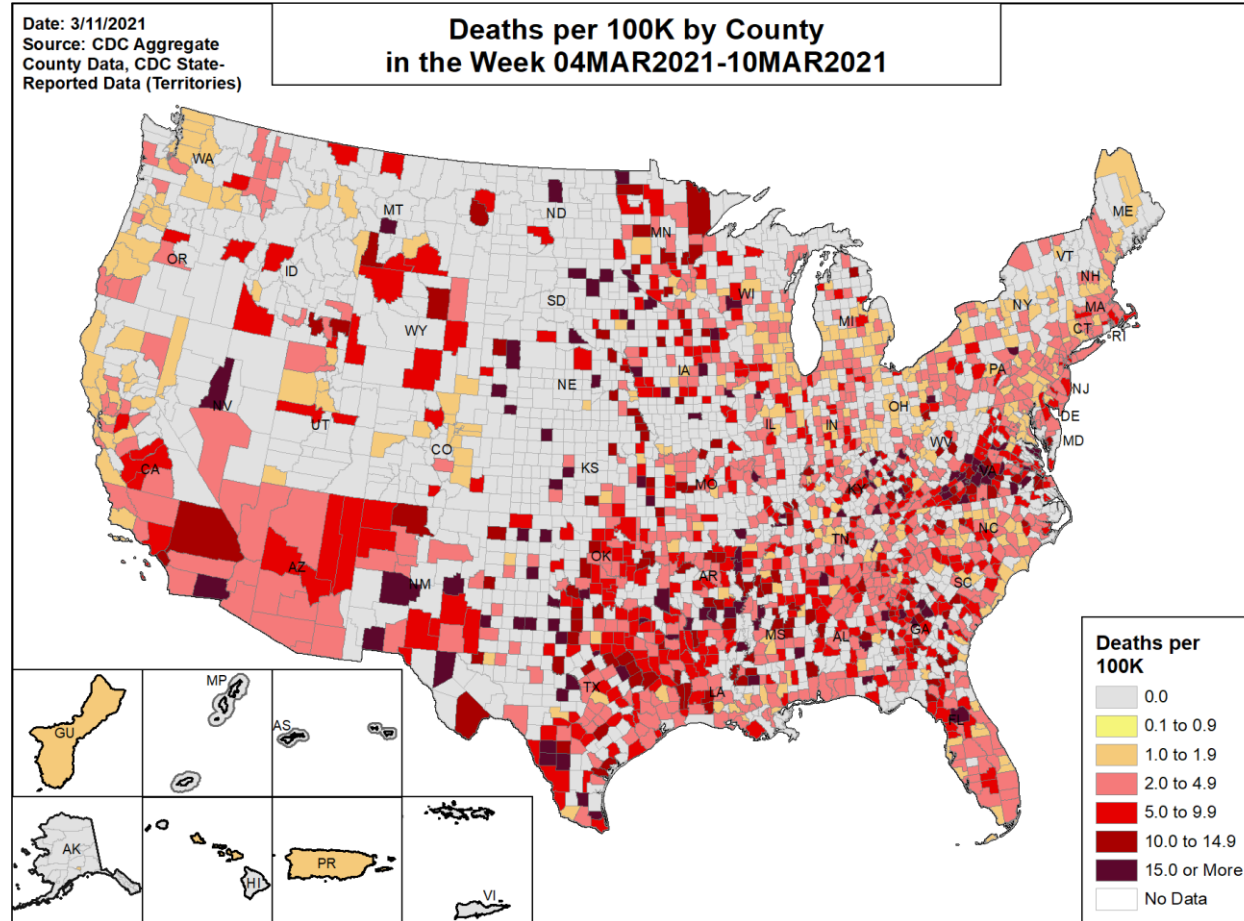 Date: 3/11/2021
Source: CDC Aggregate
County Data, CDC State-
Reported Data (Territories)
Deaths per 100K by County
in the Week 04MAR2021-10MAR2021
WA
MT
ND
MN
ME
OR
ID
SD
WI
VT
NH
NY
MA
WY
MI
CT
RI
NE
IA
PA
NJ
NV
UT
CO
IL
IN
OH
DE
WV
MD
CA
KS
MO
KY
VA
TN
NC
AZ
NM
OK
AR
SC
MS
AL
GA
TX
LA
FL
MP
AS
GU
AK
HI
PR
VI
Deaths per
100K
0.0
0.1 to 0.9
1.0 to 1.9
2.0 to 4.9
5.0 to 9.9
10.0 to 14.9
15.0 or More
No Data